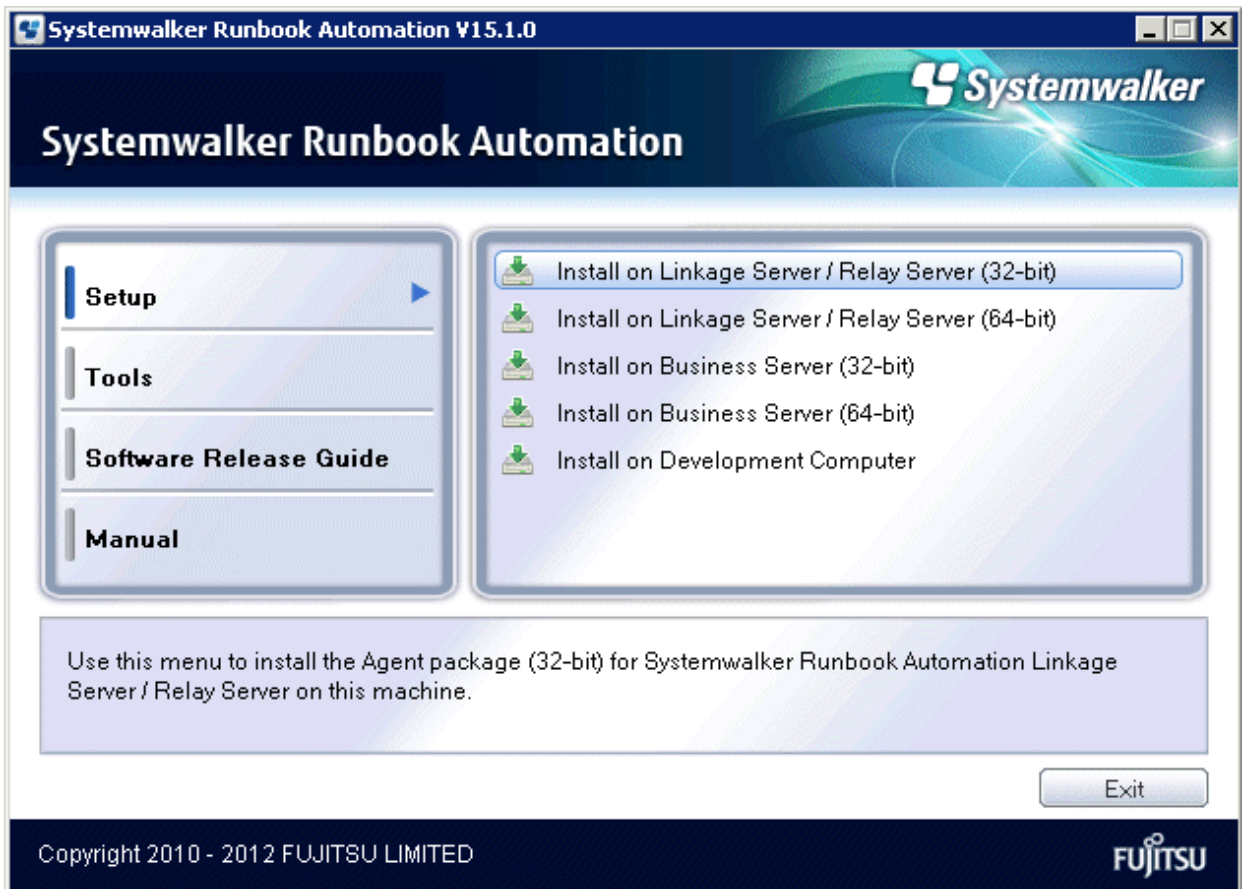 Systemwalker Runbook Automation V15.1.0
Systemwalker
Systemwalker Runbook Automation
Setup
Tools
Software Release Guide
Manual
Install on Linkage Server / Relay Server (32-bit)
Install on Linkage Server / Relay Server (64-bit)
Install on Business Server (32-bit)
Install on Business Server (64-bit)
Install on Development Computer
Use this menu to install the Agent package (32-bit) for Systemwalker Runbook Automation Linkage
Server / Relay Server on this machine.
Exit
Copyright 2010 - 2012 FUJITSU LIMITED
FUJITSU